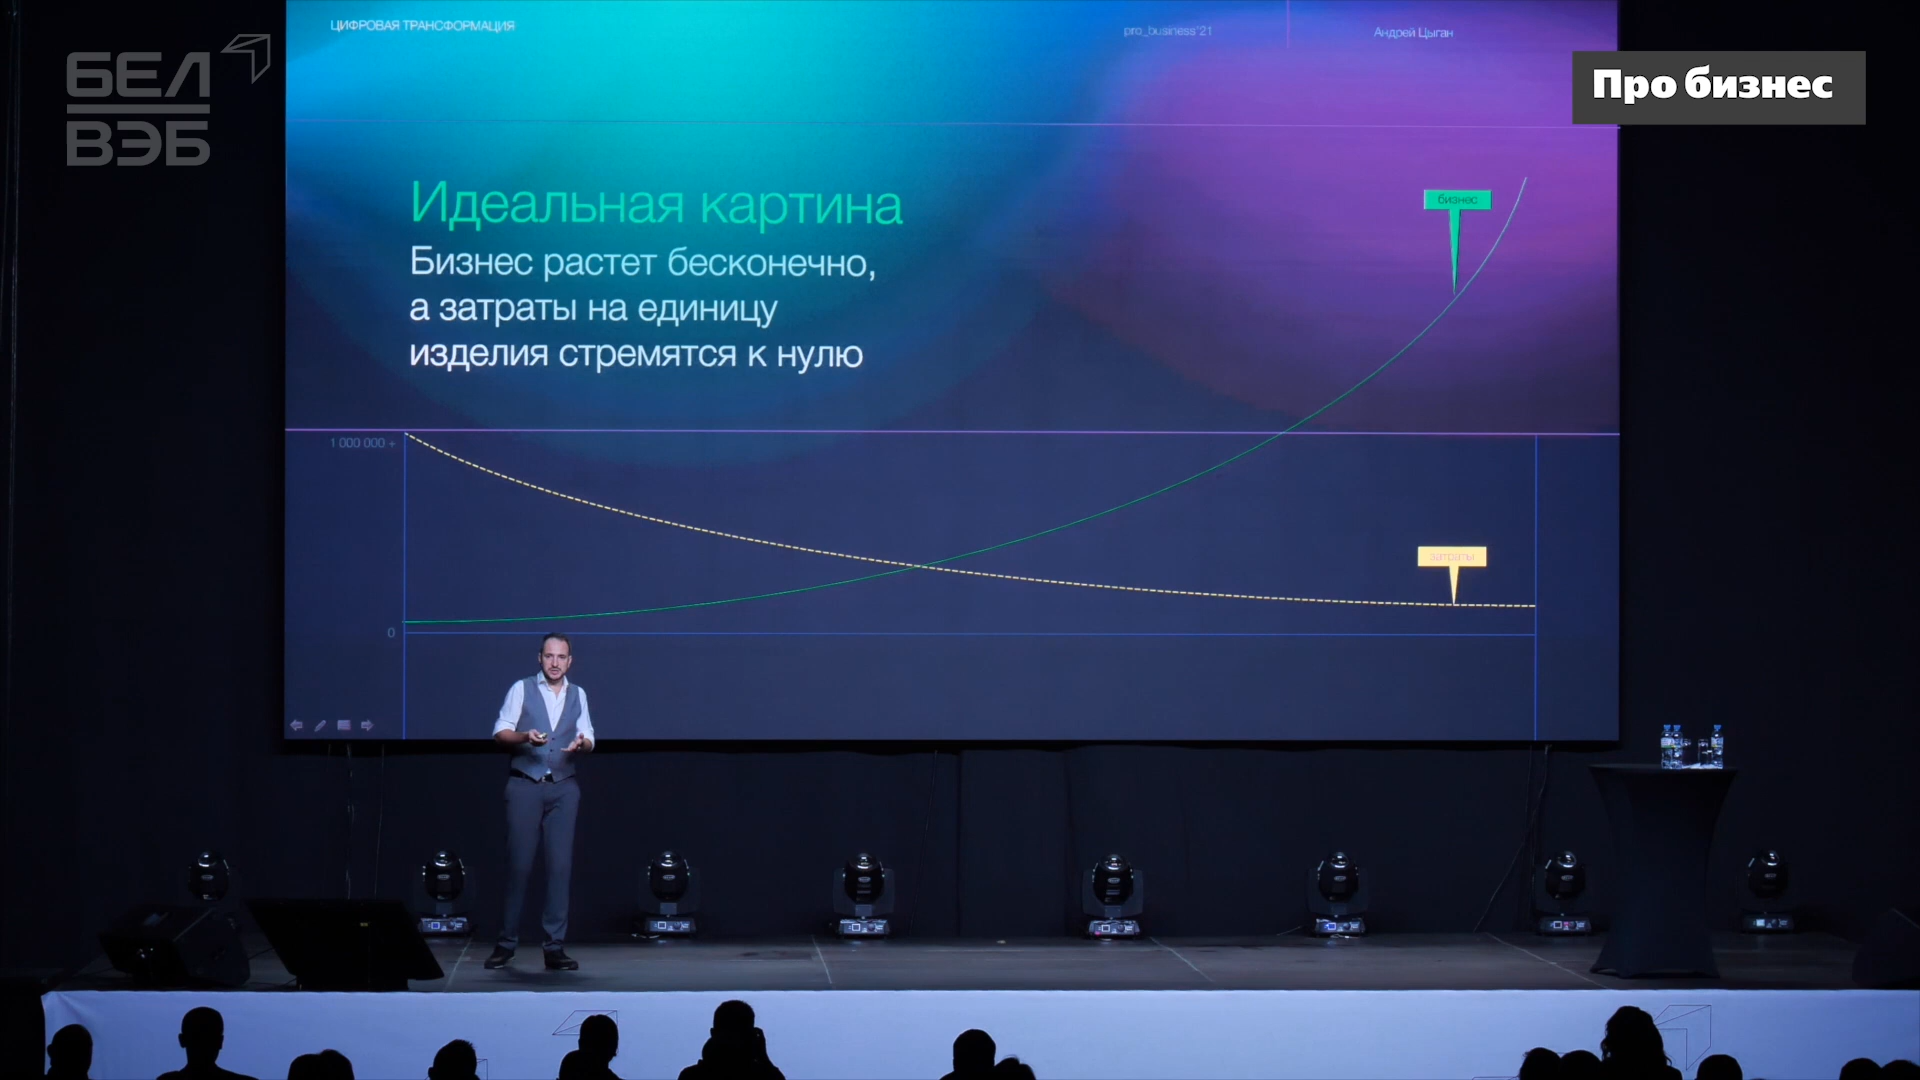 ЦИФРОВАЯ ТРАНСФОРМАЦИЯ
pro_business'21
Андрей Цыган
БЕЛ
ВЭБ
Про бизнес
Идеальная картина
Бизнес растет бесконечно,
а затраты на единицу
изделия стремятся к нулю
бизнес
1 000 000 +
затраты
0